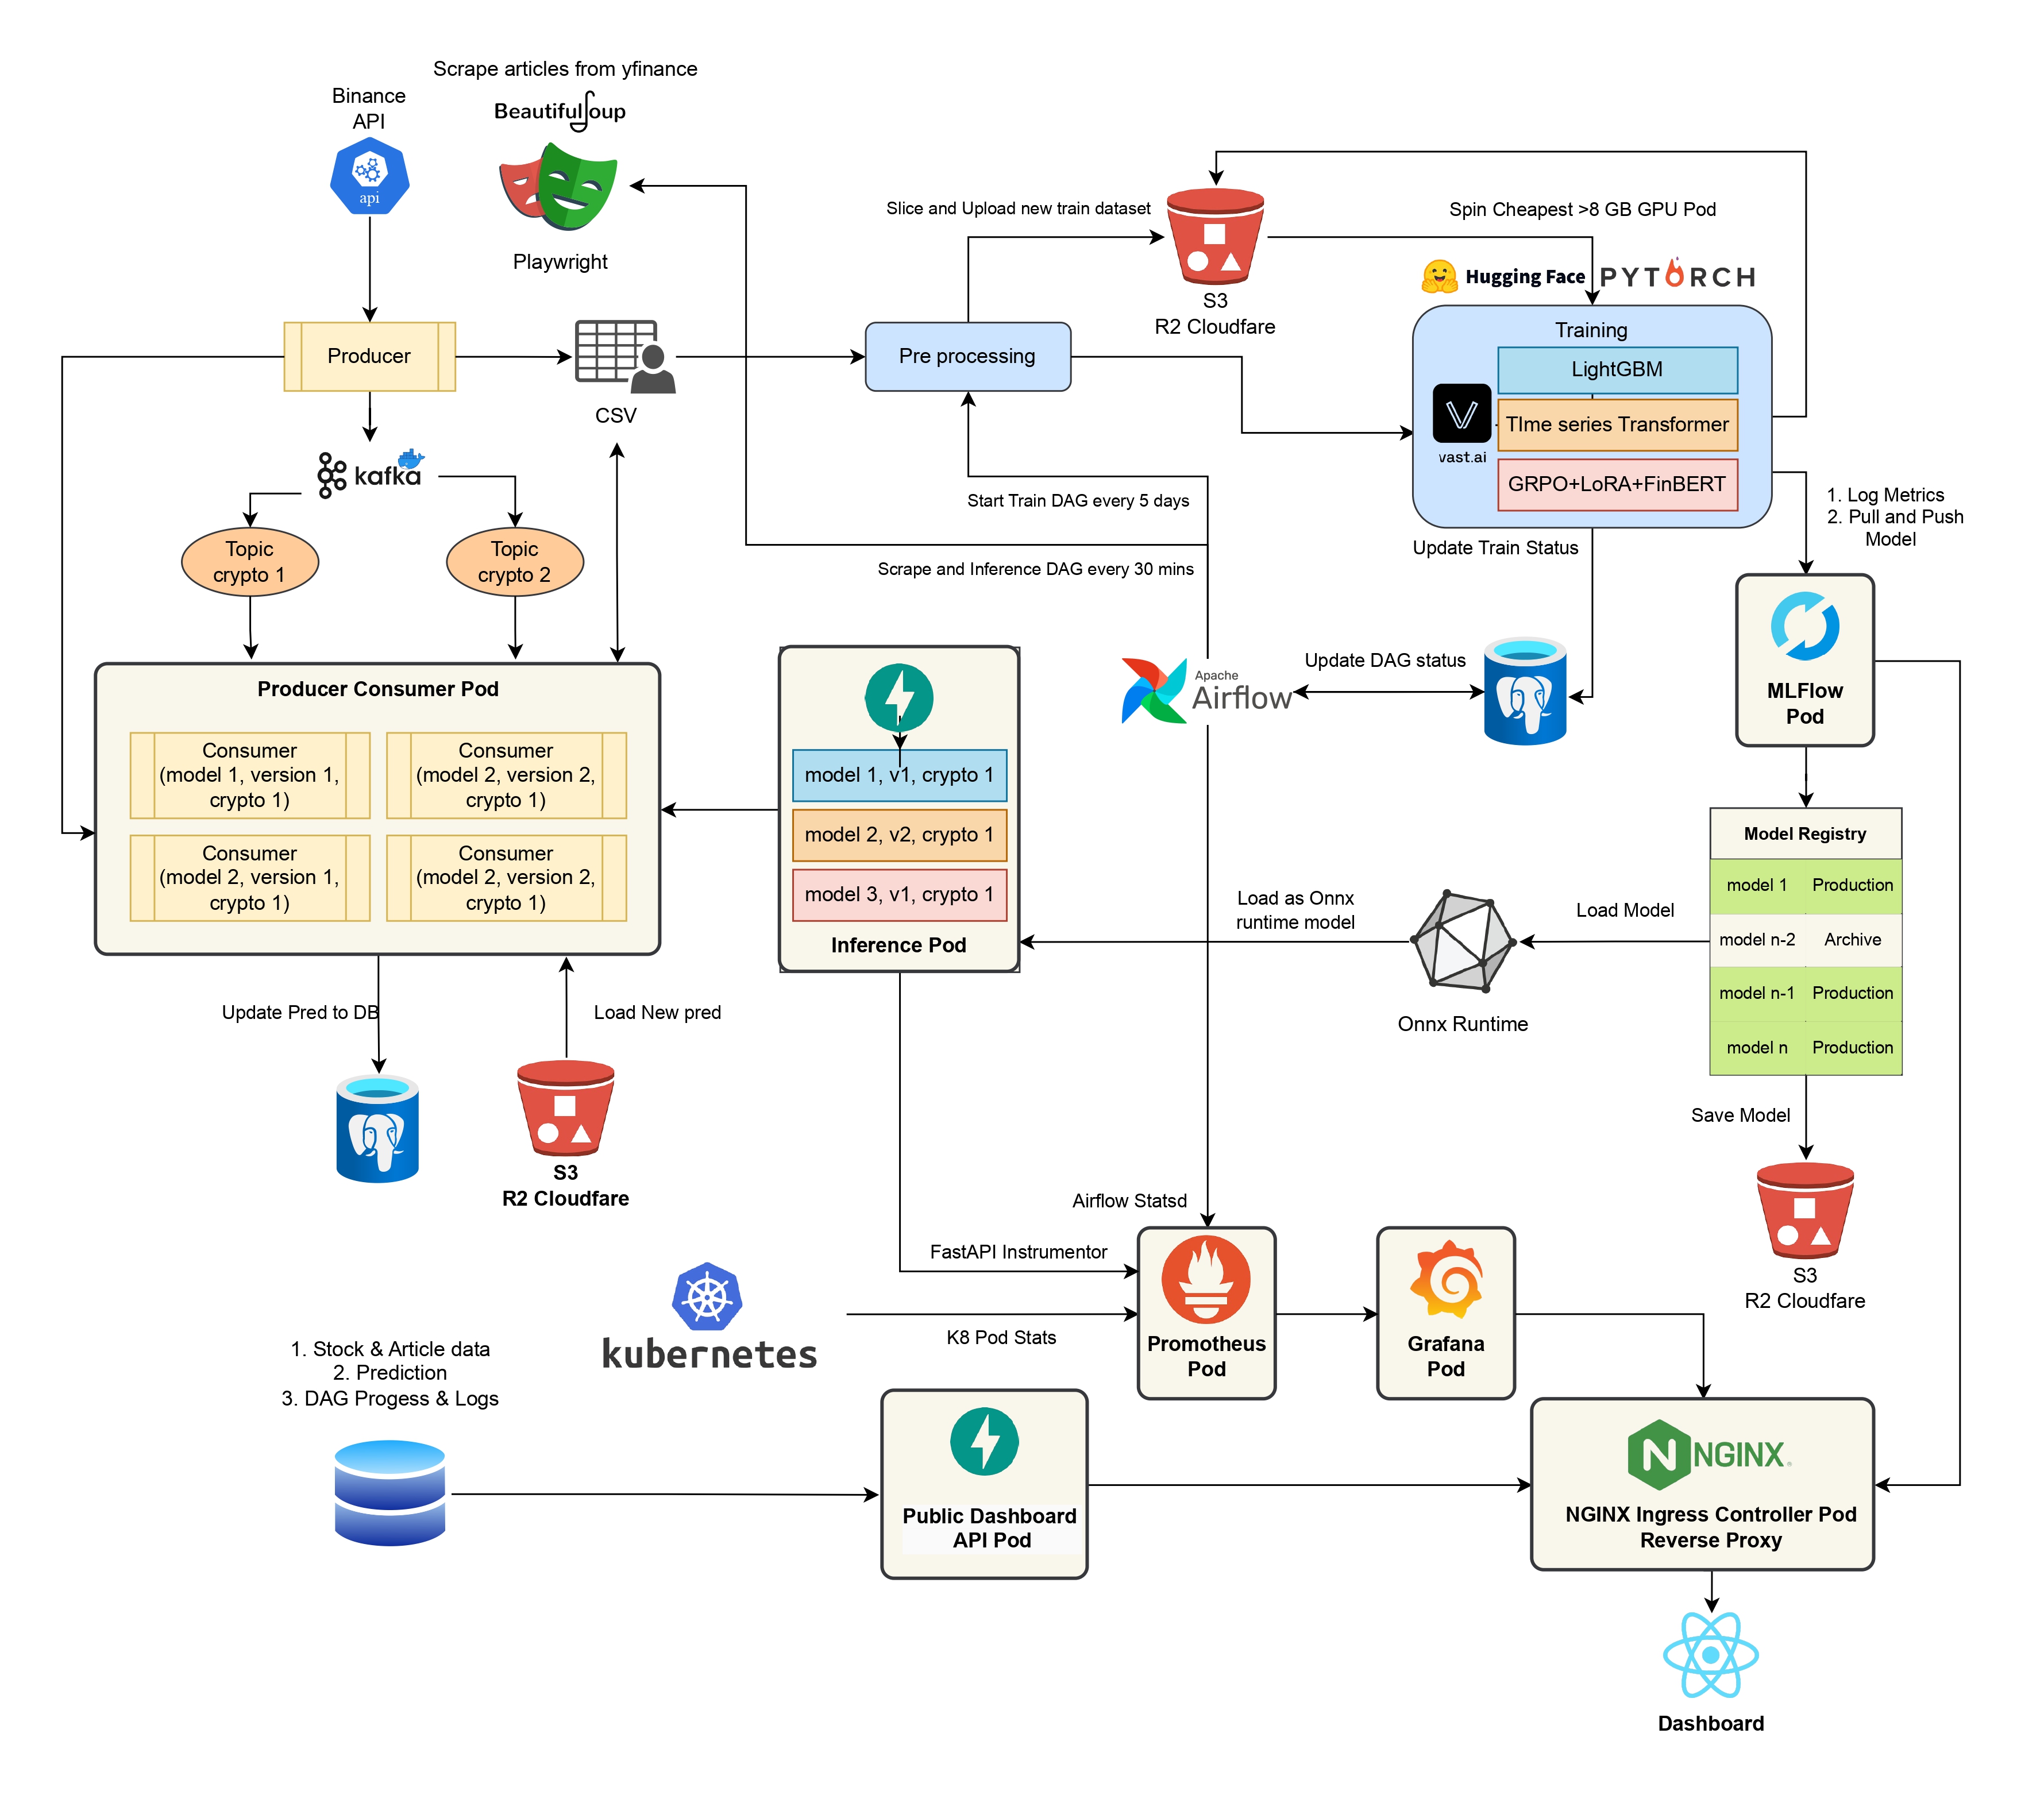 Scrape articles from yfinance
BeautifulSoup
Binance
API
api
Playwright
Slice and Upload new train dataset
Spin Cheapest >8 GB GPU Pod
Hugging Face
PYTORCH
S3
R2 Cloudfare
Producer
CSV
Pre processing
Training
LightGBM
TIme series Transformer
GRPO+LoRA+FinBERT
vast.ai
kafka
Start Train DAG every 5 days
1. Log Metrics
2. Pull and Push
Model
Topic
crypto 1
Topic
crypto 2
Update Train Status
Scrape and Inference DAG every 30 mins
Producer Consumer Pod
Consumer
(model 1, version 1,
crypto 1)
Consumer
(model 2, version 2,
crypto 1)
Consumer
(model 2, version 1,
crypto 1)
Consumer
(model 2, version 2,
crypto 1)
model 1, v1, crypto 1
model 2, v2, crypto 1
model 3, v1, crypto 1
Inference Pod
Apache
Airflow
Update DAG status
MLFlow
Pod
Model Registry
model 1 Production
model n-2 Archive
model n-1 Production
model n Production
Load as Onnx
runtime model
Load Model
Onnx Runtime
Update Pred to DB
Load New pred
S3
R2 Cloudfare
Save Model
S3
R2 Cloudfare
Airflow Statsd
FastAPI Instrumentor
K8 Pod Stats
kubernetes
Promotheus
Pod
Grafana
Pod
1. Stock & Article data
2. Prediction
3. DAG Progess & Logs
Public Dashboard
API Pod
N
NGINX
NGINX Ingress Controller Pod
Reverse Proxy
Dashboard